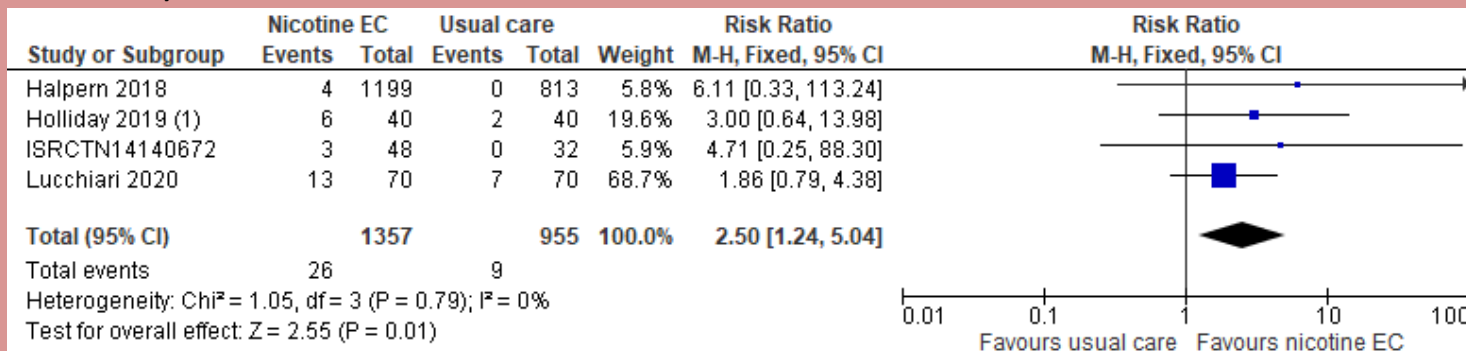 Nicotine EC Usual care Risk Ratio Risk Ratio
Study or Subgroup Events Total Events Total Weight M-H, Fixed, 95% CI M-H, Fixed, 95% CI
Halpern 2018 4 1199 0 813 5.8% 6.11 [0.33, 113.24]
Holliday 2019 (1) 6 40 2 40 19.6% 3.00 [0.64, 13.98]
ISRCTN14140672 3 48 0 32 5.9% 4.71 [0.25, 88.30]
Lucchiari 2020 13 70 7 70 68.7% 1.86 [0.79, 4.38]
Total (95% CI) 1357 955 100.0% 2.50 [1.24, 5.04]
Total events 26 9
Heterogeneity: Chi² = 1.05, df = 3 (P = 0.79); I² = 0%
Test for overall effect: Z = 2.55 (P = 0.01)
0.01 0.1 1 10 100
Favours usual care Favours nicotine EC